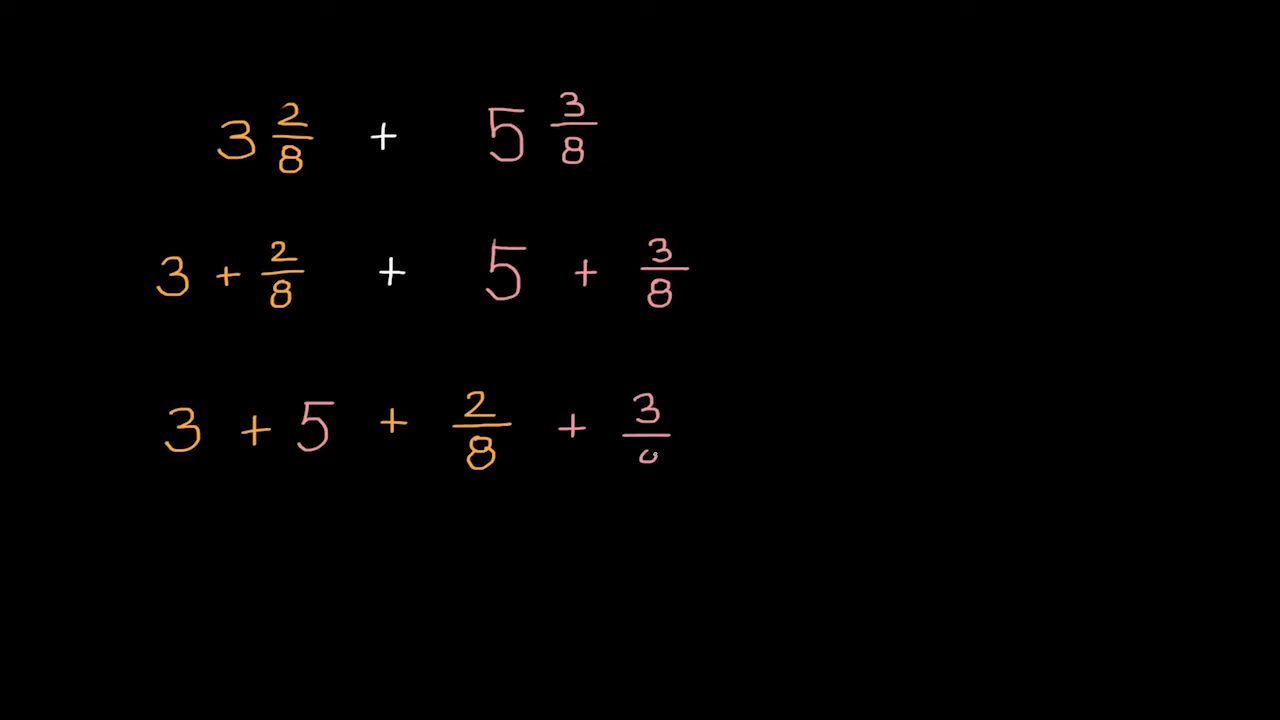 3 2/8 + 5 3/8
3 + 2/8 + 5 + 3/8
3 + 5 + 2/8 + 3/